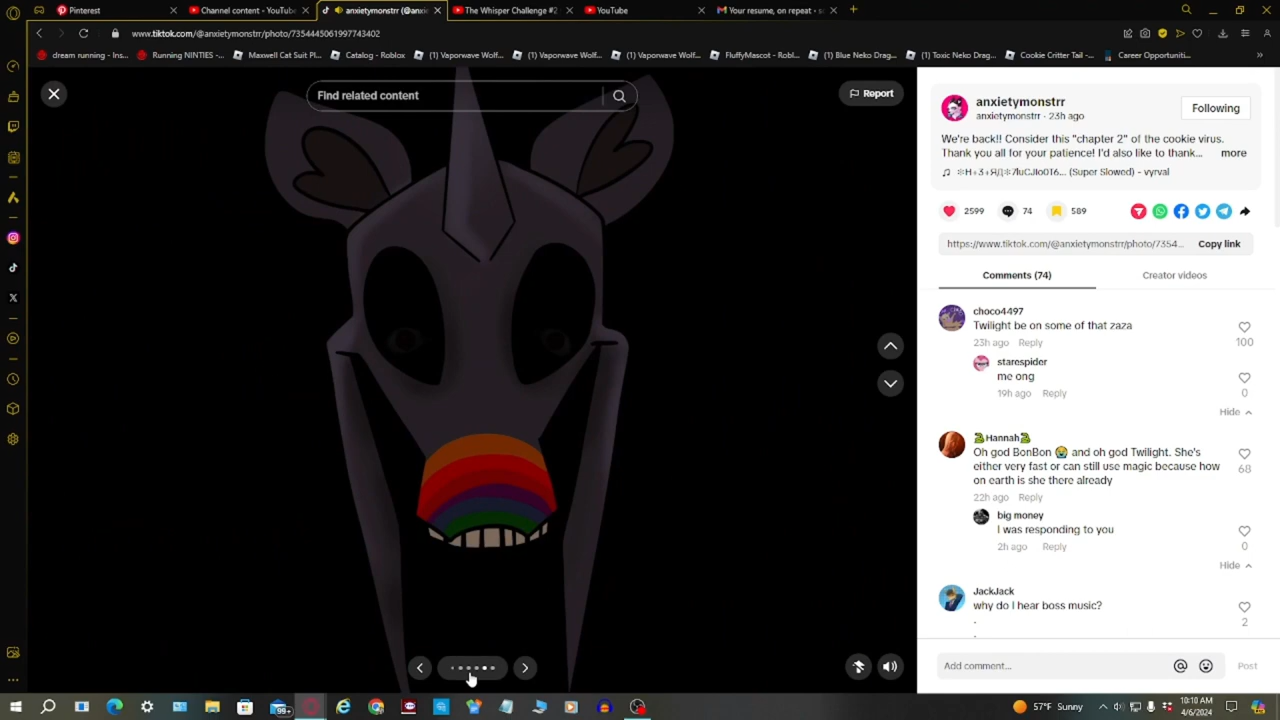 Pinterest
Channel content - YouTube
anxietymonstrr (@anxie
The Whisper Challenge #2
YouTube
Your resume, on repeat - s
www.tiktok.com/@anxietymonstrr/photo/7354445061997743402
dream running - Ins...
Running NINTIES -...
Maxwell Cat Suit Pl...
Catalog - Roblox
(1) Vaporwave Wolf...
(1) Vaporwave Wolf...
(1) Vaporwave Wolf...
FluffyMascot - Robl...
(1) Blue Neko Drag...
(1) Toxic Neko Drag...
Cookie Critter Tail -...
Career Opportuniti...
Find related content
Report
anxietymonstrr
anxietymonstrr · 23h ago
Following
We're back!! Consider this "chapter 2" of the cookie virus.
Thank you all for your patience! I'd also like to thank... more
(Super Slowed) - vyrval
2599
74
589
https://www.tiktok.com/@anxietymonstrr/photo/7354...
Copy link
Comments (74)
Creator videos
choco4497
Twilight be on some of that zaza
23h ago Reply
100
starespider
me ong
19h ago Reply
0
Hide
🐍Hannah🐍
Oh god BonBon 😭 and oh god Twilight. She's
either very fast or can still use magic because how
on earth is she there already
22h ago Reply
68
big money
I was responding to you
2h ago Reply
0
Hide
JackJack
why do I hear boss music?
.
.
2
Add comment...
Post
99+
57°F Sunny
10:10 AM
4/6/2024